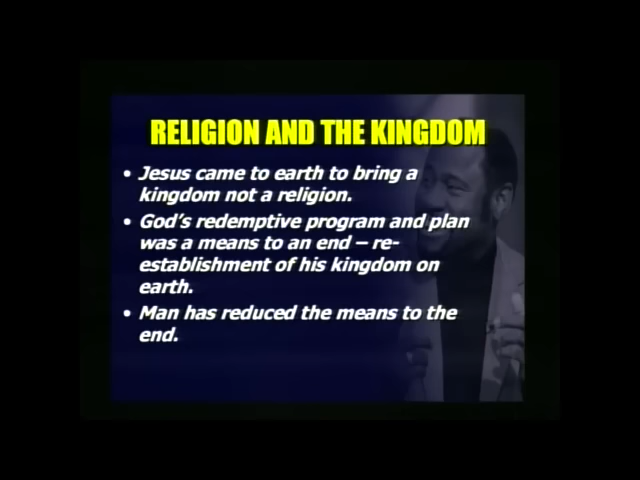 RELIGION AND THE KINGDOM
• Jesus came to earth to bring a
kingdom not a religion.
• God's redemptive program and plan
was a means to an end – re-
establishment of his kingdom on
earth.
• Man has reduced the means to the
end.